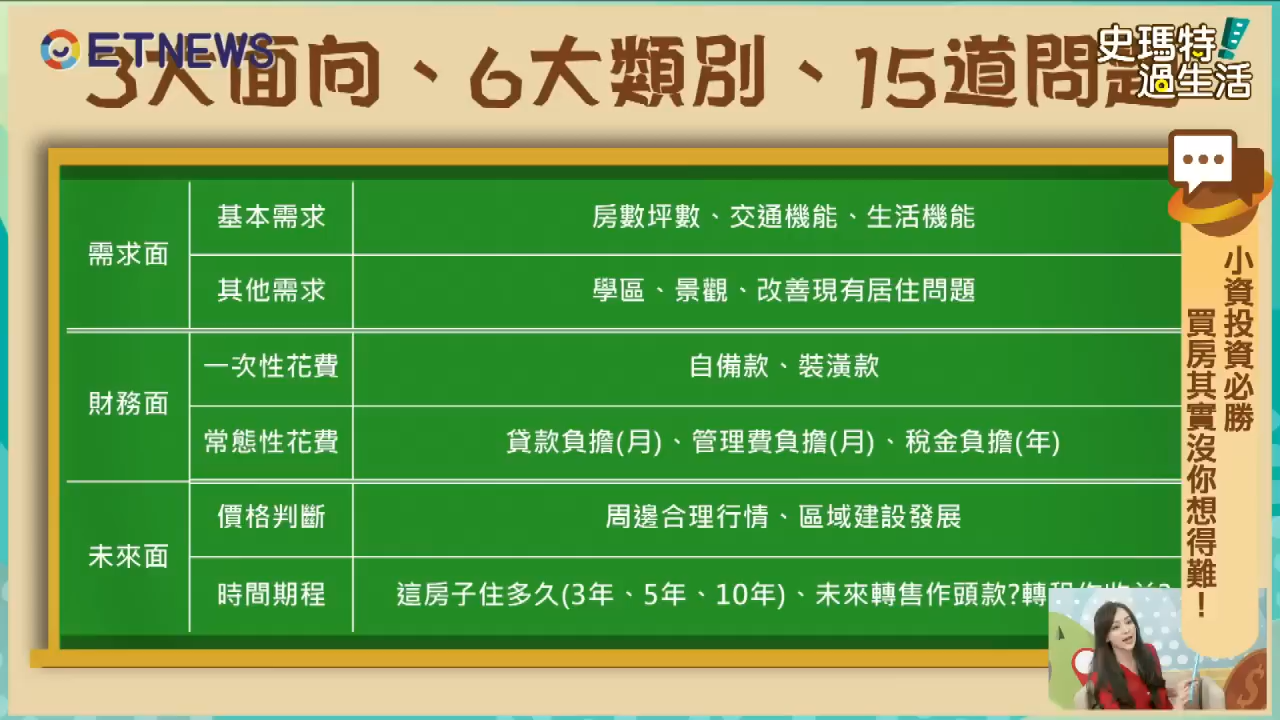 ETNEWS
3大面向、6大類別、15道問題
史瑪特
過生活
需求面
基本需求
房數坪數、交通機能、生活機能
其他需求
學區、景觀、改善現有居住問題
財務面
一次性花費
自備款、裝潢款
常態性花費
貸款負擔(月)、管理費負擔(月)、稅金負擔(年)
未來面
價格判斷
周邊合理行情、區域建設發展
時間期程
這房子住多久(3年、5年、10年)、未來轉售作頭款?轉
小資投資必勝
買房其實沒你想得難！